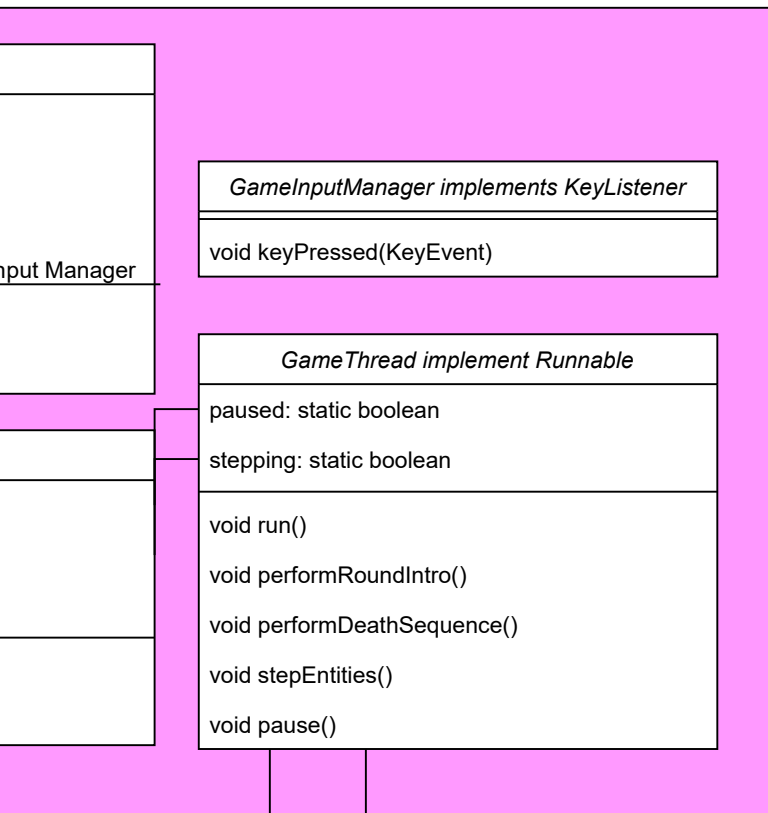 GameInputManager implements KeyListener
void keyPressed(KeyEvent)
Manager
GameThread implement Runnable
paused: static boolean
stepping: static boolean
void run()
void performRoundIntro()
void performDeathSequence()
void stepEntities()
void pause()